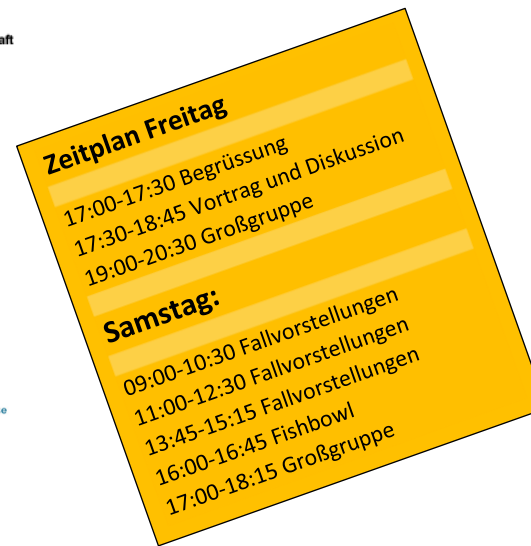 aft
Zeitplan Freitag
17:00-17:30 Begrüssung
17:30-18:45 Vortrag und Diskussion
19:00-20:30 Großgruppe
Samstag:
09:00-10:30 Fallvorstellungen
11:00-12:30 Fallvorstellungen
13:45-15:15 Fallvorstellungen
16:00-16:45 Fishbowl
17:00-18:15 Großgruppe
e